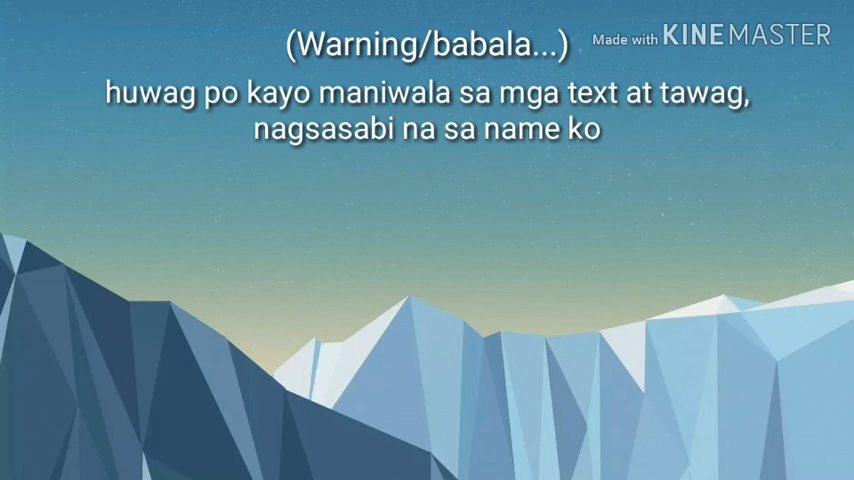 (Warning/babala...)
Made with KINEMASTER
huwag po kayo maniwala sa mga text at tawag,
nagsasabi na sa name ko